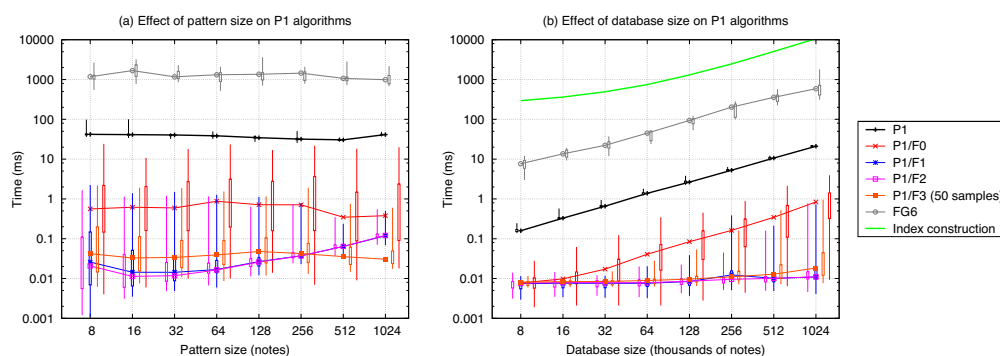 (a) Effect of pattern size on P1 algorithms
10000
1000
100
10
1
0.1
0.01
0.001
Time (ms)
8 16 32 64 128 256 512 1024
Pattern size (notes)
(b) Effect of database size on P1 algorithms
10000
1000
100
10
1
0.1
0.01
0.001
Time (ms)
8 16 32 64 128 256 512 1024
Database size (thousands of notes)
P1
P1/F0
P1/F1
P1/F2
P1/F3 (50 samples)
FG6
Index construction